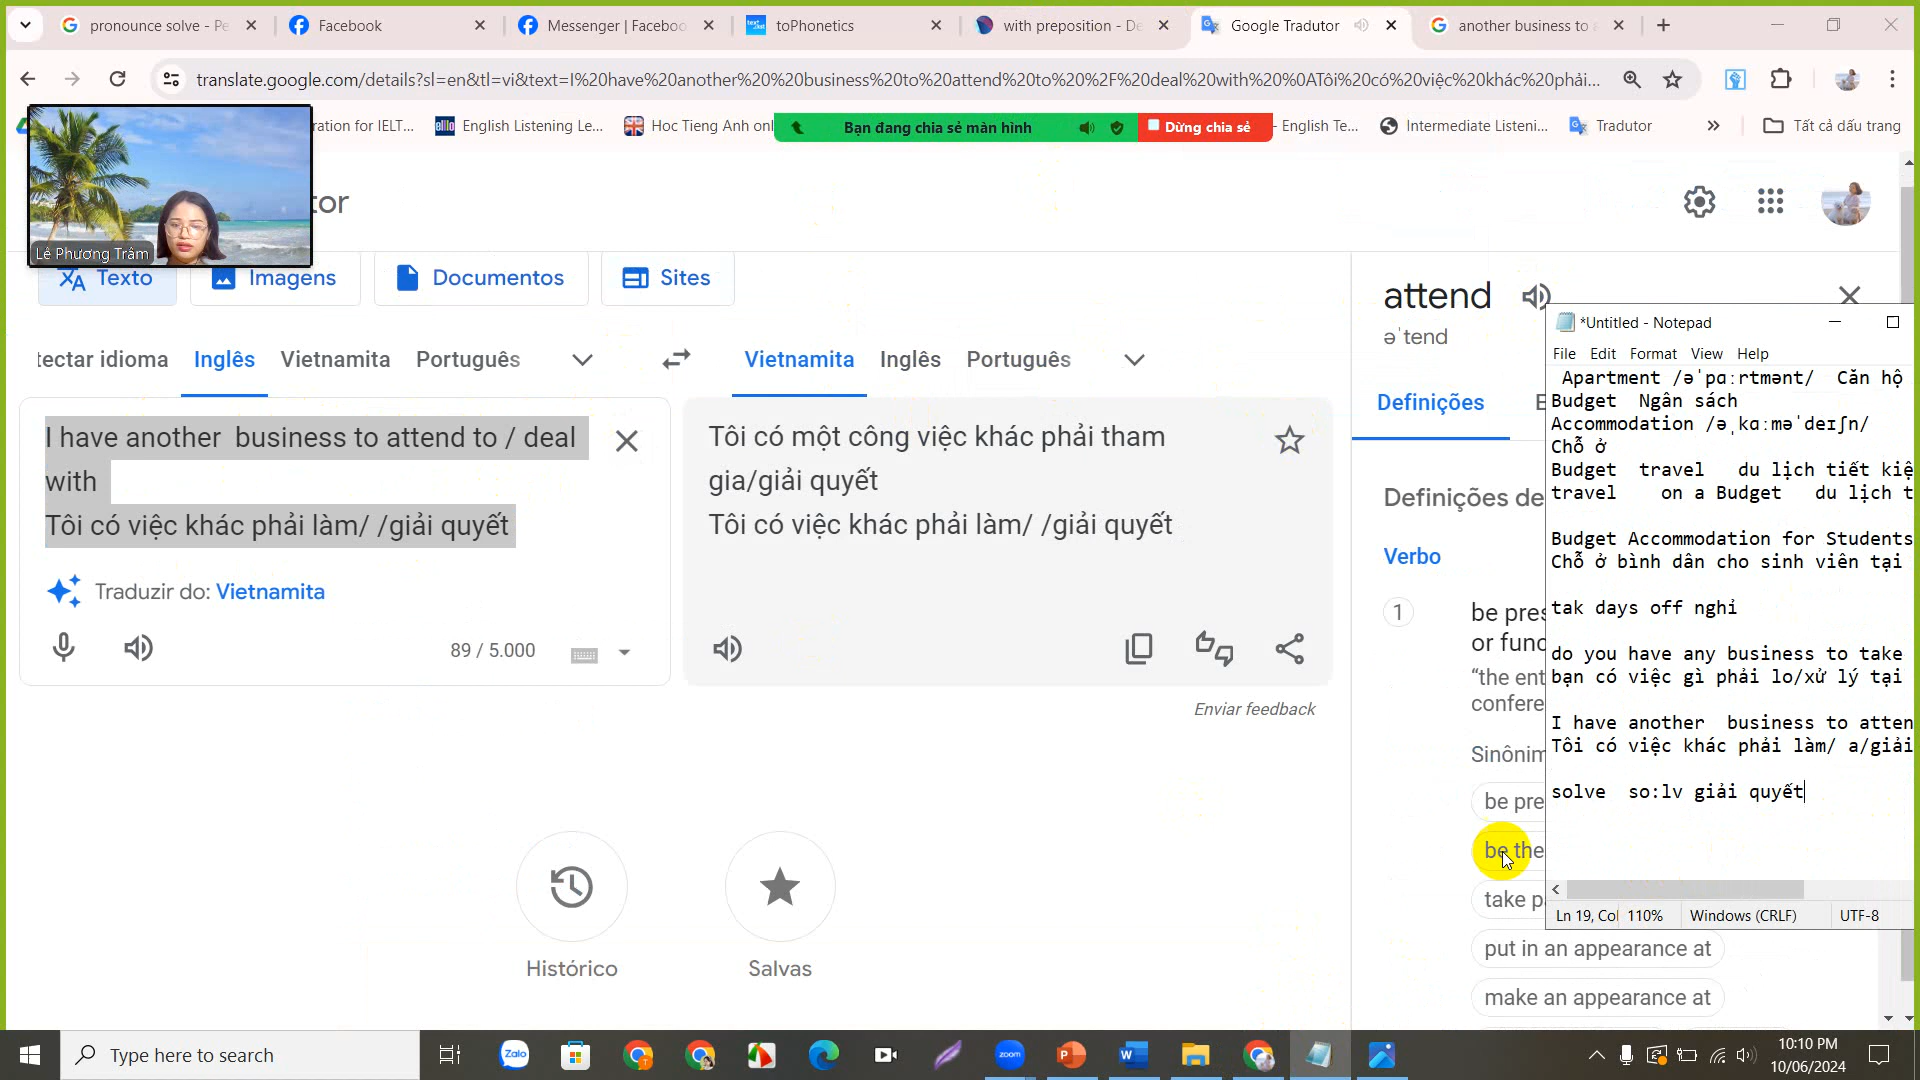 pronounce solve - Pe
Facebook
Messenger | Faceboo
toPhonetics
with preposition - De
Google Tradutor
another business to a
translate.google.com/details?sl=en&tl=vi&text=I%20have%20another%20%20business%20to%20attend%20to%20%2F%20deal%20with%20%0ATôi%20có%20việc%20khác%20phải...
ration for IELT...
elllo
English Listening Le...
Hoc Tieng Anh onl
Bạn đang chia sẻ màn hình
Dừng chia sẻ
English Te...
Intermediate Listeni...
Tradutor
Tất cả dấu trang
Lê Phương Trâm
tor
Texto
Imagens
Documentos
Sites
tectar idioma
Inglês
Vietnamita
Português
Vietnamita
Inglês
Português
I have another  business to attend to / deal
with
Tôi có việc khác phải làm/ /giải quyết
Traduzir do: Vietnamita
89 / 5.000
Tôi có một công việc khác phải tham
gia/giải quyết
Tôi có việc khác phải làm/ /giải quyết
Enviar feedback
Histórico
Salvas
attend
əˈtend
Definições
E
Definições de
Verbo
1
be pres
or func
“the ent
confere
Sinônim
be pre
be the
take p
put in an appearance at
make an appearance at
*Untitled - Notepad
File Edit Format View Help
Apartment /əˈpɑːrtmənt/  Căn hộ
Budget  Ngân sách
Accommodation /əˌkɑːməˈdeɪʃn/
Chỗ ở
Budget  travel   du lịch tiết kiệ
travel    on a Budget   du lịch t
Budget Accommodation for Students
Chỗ ở bình dân cho sinh viên tại
tak days off nghỉ
do you have any business to take
bạn có việc gì phải lo/xử lý tại
I have another  business to atten
Tôi có việc khác phải làm/ a/giải
solve  so:lv giải quyết
Ln 19, Col
110%
Windows (CRLF)
UTF-8
Type here to search
Zalo
zoom
10:10 PM
10/06/2024